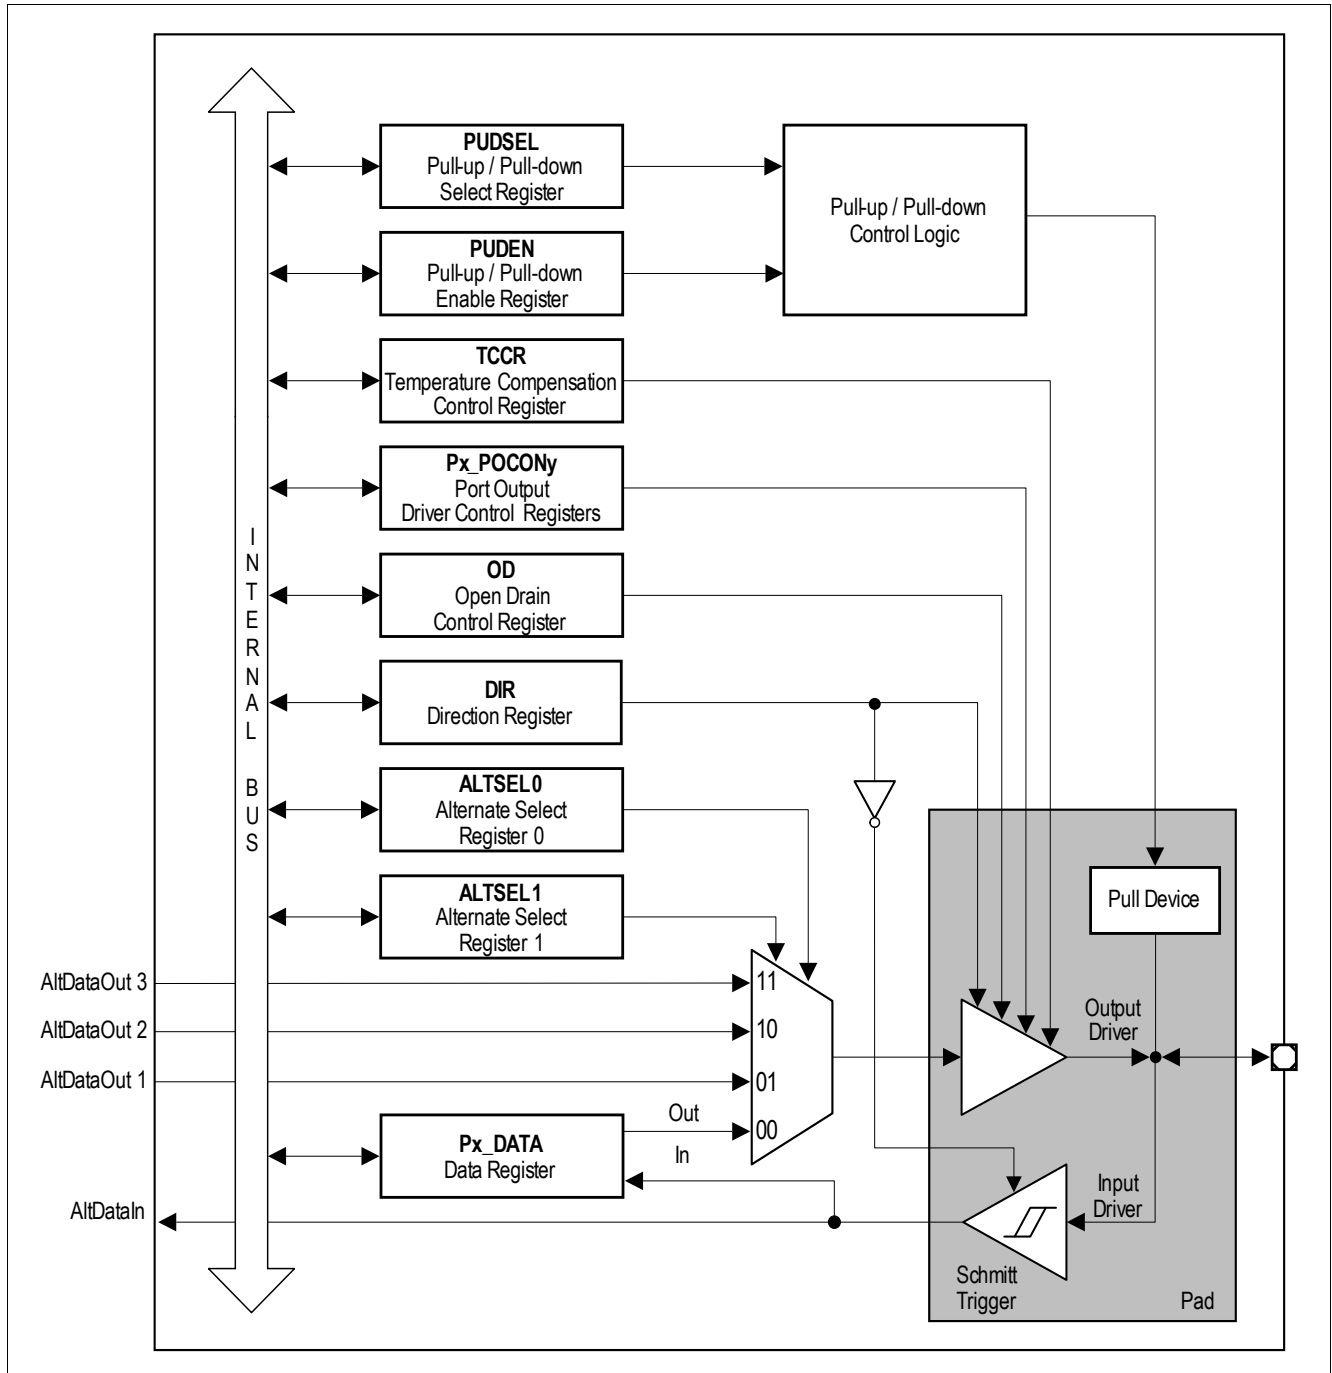 PUDSEL
Pull-up / Pull-down
Select Register
PUDEN
Pull-up / Pull-down
Enable Register
Pull-up / Pull-down
Control Logic
TCCR
Temperature Compensation
Control Register
Px_POCONy
Port Output
Driver Control Registers
OD
Open Drain
Control Register
DIR
Direction Register
INTERNAL BUS
ALTSEL0
Alternate Select
Register 0
ALTSEL1
Alternate Select
Register 1
Pull Device
AltDataOut 3
11
AltDataOut 2
10
AltDataOut 1
01
Output
Driver
Out
00
In
Px_DATA
Data Register
AltDataIn
Input
Driver
Schmitt
Trigger
Pad